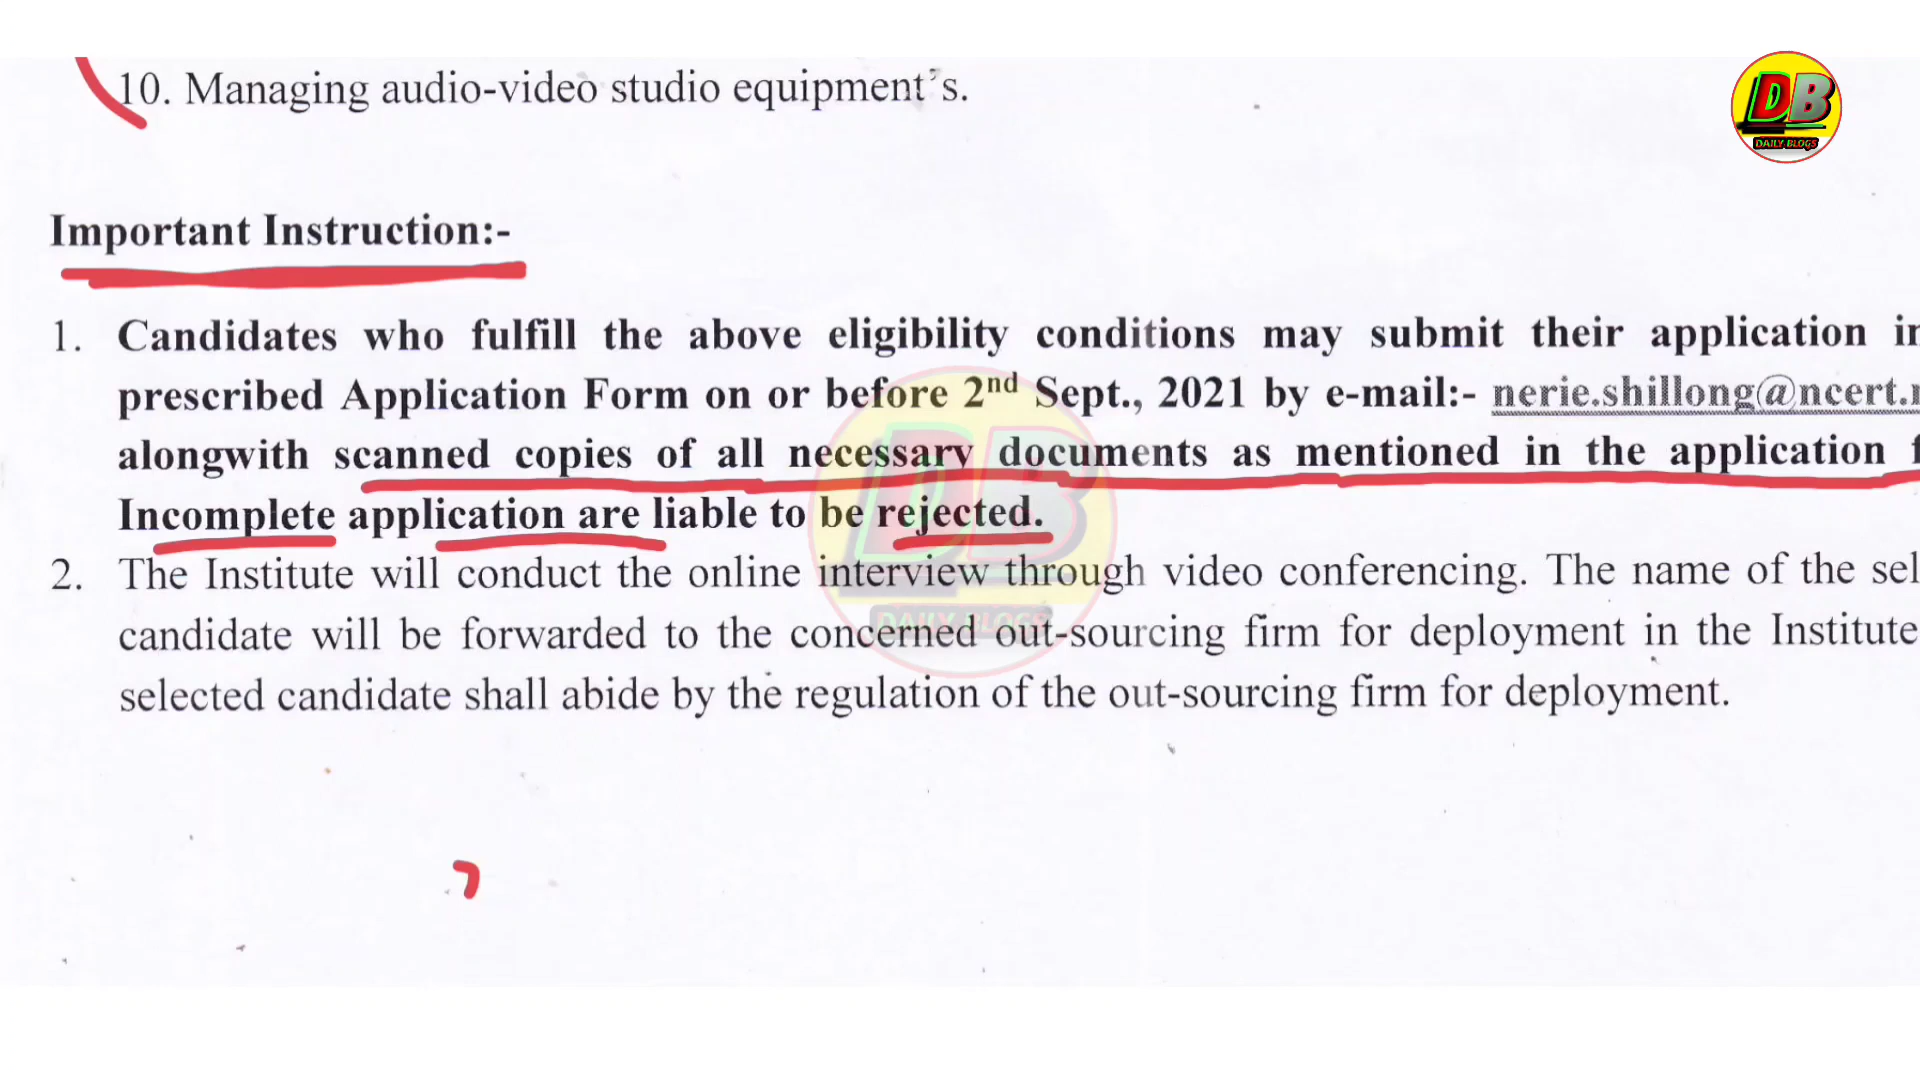 10. Managing audio-video studio equipment's.
DB
DAILY BLOGS
Important Instruction:-
1. Candidates who fulfill the above eligibility conditions may submit their application in
prescribed Application Form on or before 2nd Sept., 2021 by e-mail:- nerie.shillong@ncert.
alongwith scanned copies of all necessary documents as mentioned in the application
Incomplete application are liable to be rejected.
2. The Institute will conduct the online interview through video conferencing. The name of the sel
candidate will be forwarded to the concerned out-sourcing firm for deployment in the Institute
selected candidate shall abide by the regulation of the out-sourcing firm for deployment.
DB
DAILY BLOGS